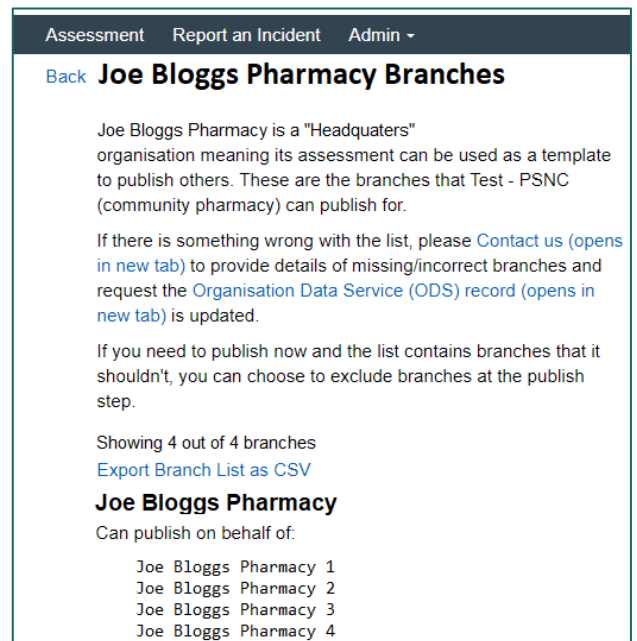 Assessment Report an Incident Admin
Back Joe Bloggs Pharmacy Branches
Joe Bloggs Pharmacy is a "Headquaters"
organisation meaning its assessment can be used as a template
to publish others. These are the branches that Test - PSNC
(community pharmacy) can publish for.
If there is something wrong with the list, please Contact us (opens
in new tab) to provide details of missing/incorrect branches and
request the Organisation Data Service (ODS) record (opens in
new tab) is updated.
If you need to publish now and the list contains branches that it
shouldn't, you can choose to exclude branches at the publish
step.
Showing 4 out of 4 branches
Export Branch List as CSV
Joe Bloggs Pharmacy
Can publish on behalf of:
Joe Bloggs Pharmacy 1
Joe Bloggs Pharmacy 2
Joe Bloggs Pharmacy 3
Joe Bloggs Pharmacy 4